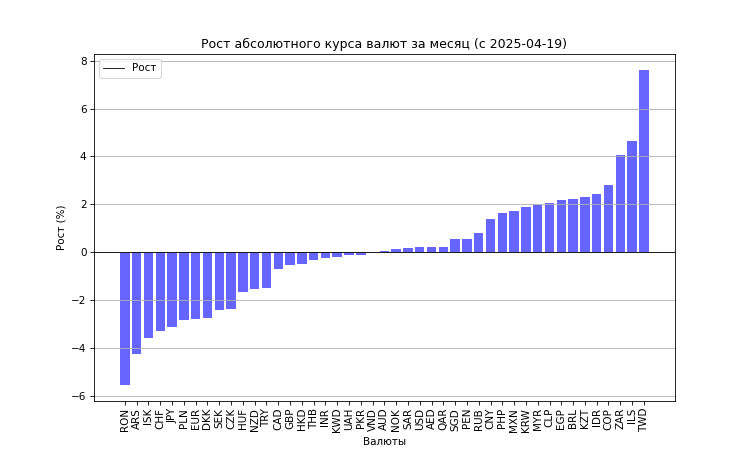 Рост абсолютного курса валют за месяц (с 2025-04-19)
Рост
8
6
4
2
0
−2
−4
−6
Рост (%)
RON
ARS
ISK
CHF
JPY
PLN
EUR
DKK
SEK
CZK
HUF
NZD
TRY
CAD
GBP
HKD
THB
INR
KWD
UAH
PKR
VND
AUD
NOK
SAR
USD
AED
QAR
SGD
PEN
RUB
CNY
PHP
MXN
KRW
MYR
CLP
EGP
BRL
KZT
IDR
COP
ZAR
ILS
TWD
Валюты